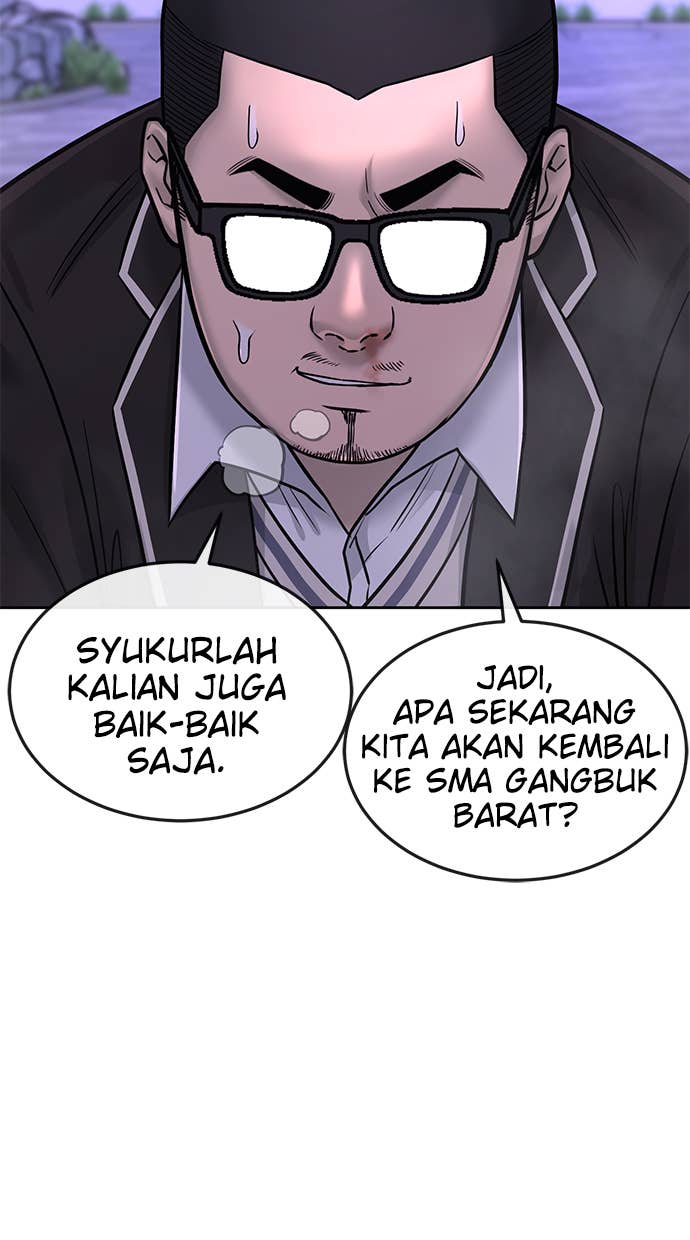 SYUKURLAH
KALIAN JUGA
BAIK-BAIK
SAJA.
JADI,
APA SEKARANG
KITA AKAN KEMBALI
KE SMA GANGBUK
BARAT?